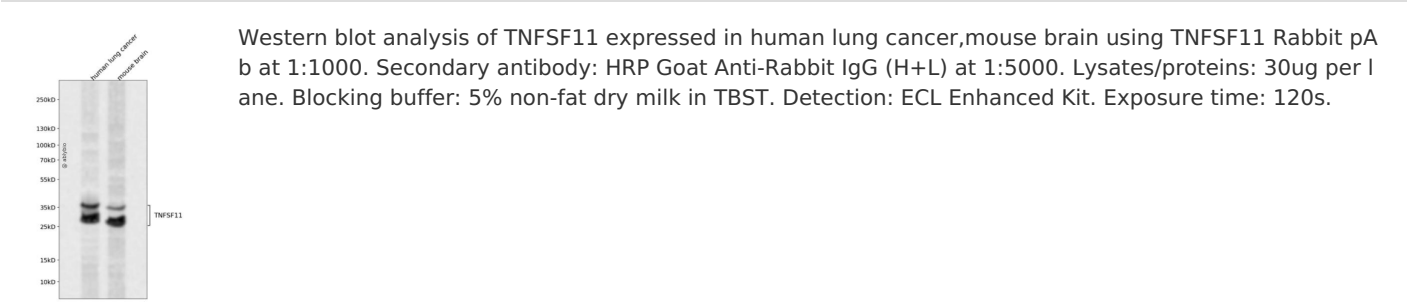 human lung cancer
mouse brain
250kD
130kD
100kD
70kD
55kD
35kD
25kD
15kD
10kD
@ ablybio
TNFSF11
Western blot analysis of TNFSF11 expressed in human lung cancer,mouse brain using TNFSF11 Rabbit pA
b at 1:1000. Secondary antibody: HRP Goat Anti-Rabbit IgG (H+L) at 1:5000. Lysates/proteins: 30ug per l
ane. Blocking buffer: 5% non-fat dry milk in TBST. Detection: ECL Enhanced Kit. Exposure time: 120s.